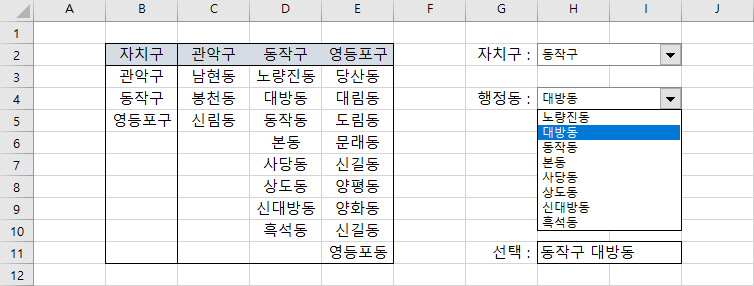 A B C D E F G H I J
1
2 자치구 관악구 동작구 영등포구 자치구 : 동작구
3 관악구 남현동 노량진동 당산동
4 동작구 봉천동 대방동 대림동 행정동 : 대방동
5 영등포구 신림동 동작동 도림동 노량진동
대방동
동작동
6 본동 문래동 본동
7 사당동 신길동 사당동
8 상도동 양평동 상도동
9 신대방동 양화동 신대방동
10 흑석동 신길동 흑석동
11 영등포동 선택 : 동작구 대방동
12